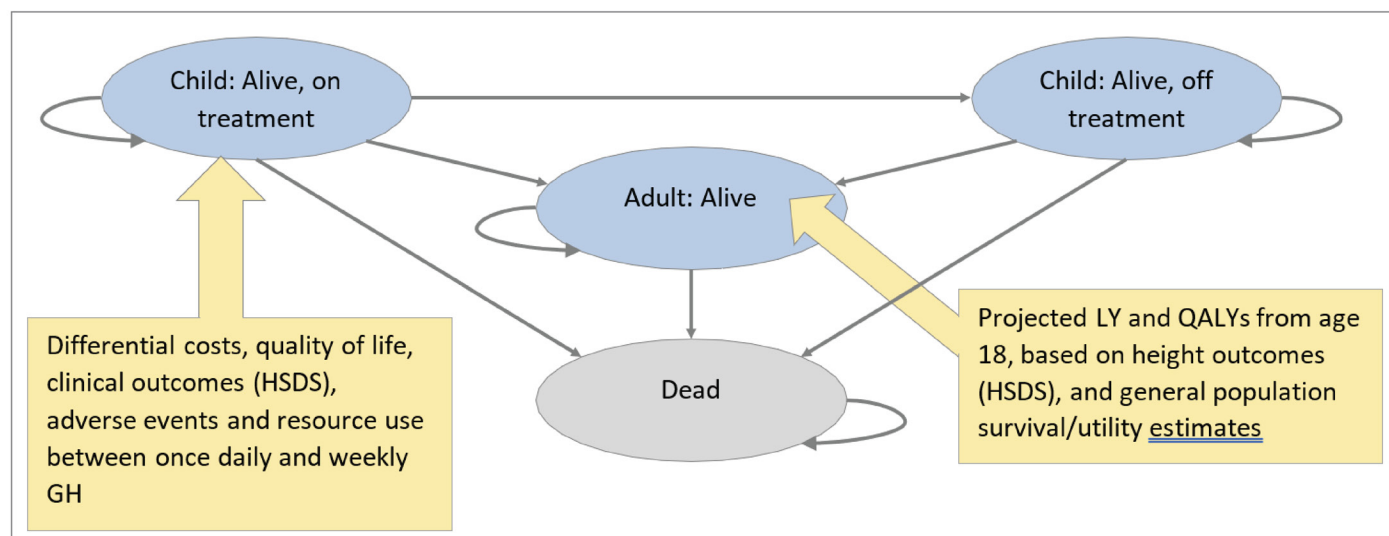 Child: Alive, on
treatment
Child: Alive, off
treatment
Adult: Alive
Dead
Differential costs, quality of life,
clinical outcomes (HSDS),
adverse events and resource use
between once daily and weekly
GH
Projected LY and QALYs from age
18, based on height outcomes
(HSDS), and general population
survival/utility estimates